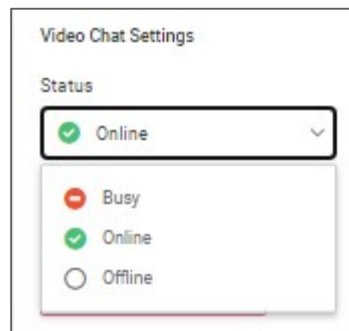 Video Chat Settings
Status
Online
Busy
Online
Offline